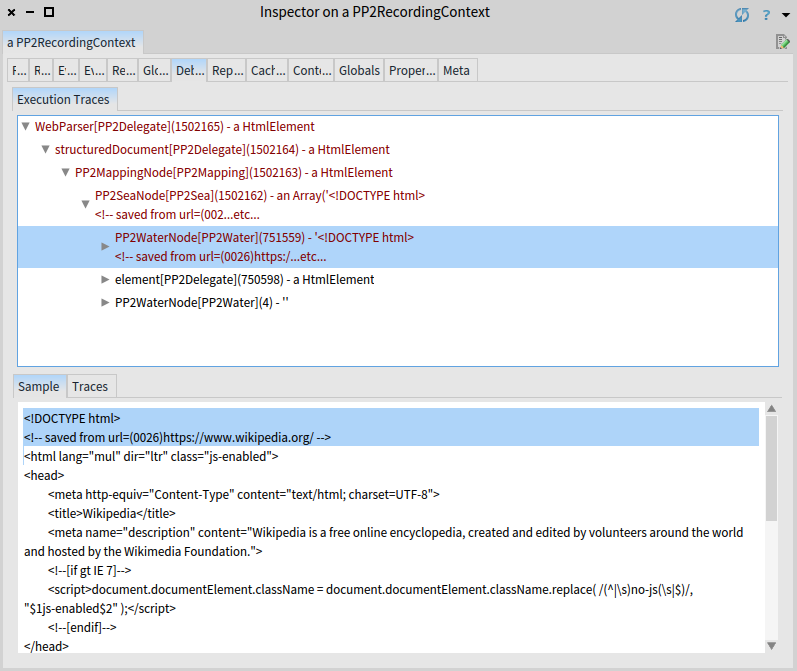 Inspector on a PP2RecordingContext
?
a PP2RecordingContext
F... R... E'... E\... Re... Glc... Det... Rep... Cach... Conte... Globals Proper... Meta
Execution Traces
WebParser[PP2Delegate](1502165) - a HtmlElement
structuredDocument[PP2Delegate](1502164) - a HtmlElement
PP2MappingNode[PP2Mapping](1502163) - a HtmlElement
PP2SeaNode[PP2Sea](1502162) - an Array('<!DOCTYPE html>
<!-- saved from url=(002...etc...
PP2WaterNode[PP2Water](751559) - '<!DOCTYPE html>
<!-- saved from url=(0026)https:/...etc...
element[PP2Delegate](750598) - a HtmlElement
PP2WaterNode[PP2Water](4) - ''
Sample Traces
<!DOCTYPE html>
<!-- saved from url=(0026)https://www.wikipedia.org/ -->
<html lang="mul" dir="ltr" class="js-enabled">
<head>
<meta http-equiv="Content-Type" content="text/html; charset=UTF-8">
<title>Wikipedia</title>
<meta name="description" content="Wikipedia is a free online encyclopedia, created and edited by volunteers around the world
and hosted by the Wikimedia Foundation.">
<!--[if gt IE 7]-->
<script>document.documentElement.className = document.documentElement.className.replace( /(^|\s)no-js(\s|$)/,
"$1js-enabled$2" );</script>
<!--[endif]-->
</head>